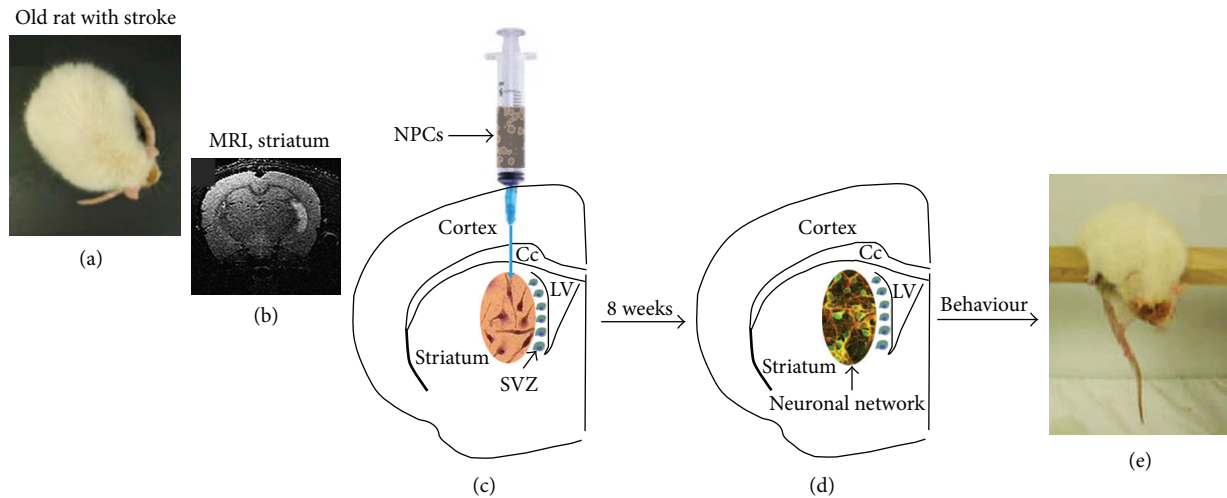 Old rat with stroke
(a)
MRI, striatum
(b)
NPCs
Cortex
Cc
LV
Striatum
SVZ
(c)
8 weeks
Cortex
Cc
LV
Striatum
Neuronal network
(d)
Behaviour
(e)